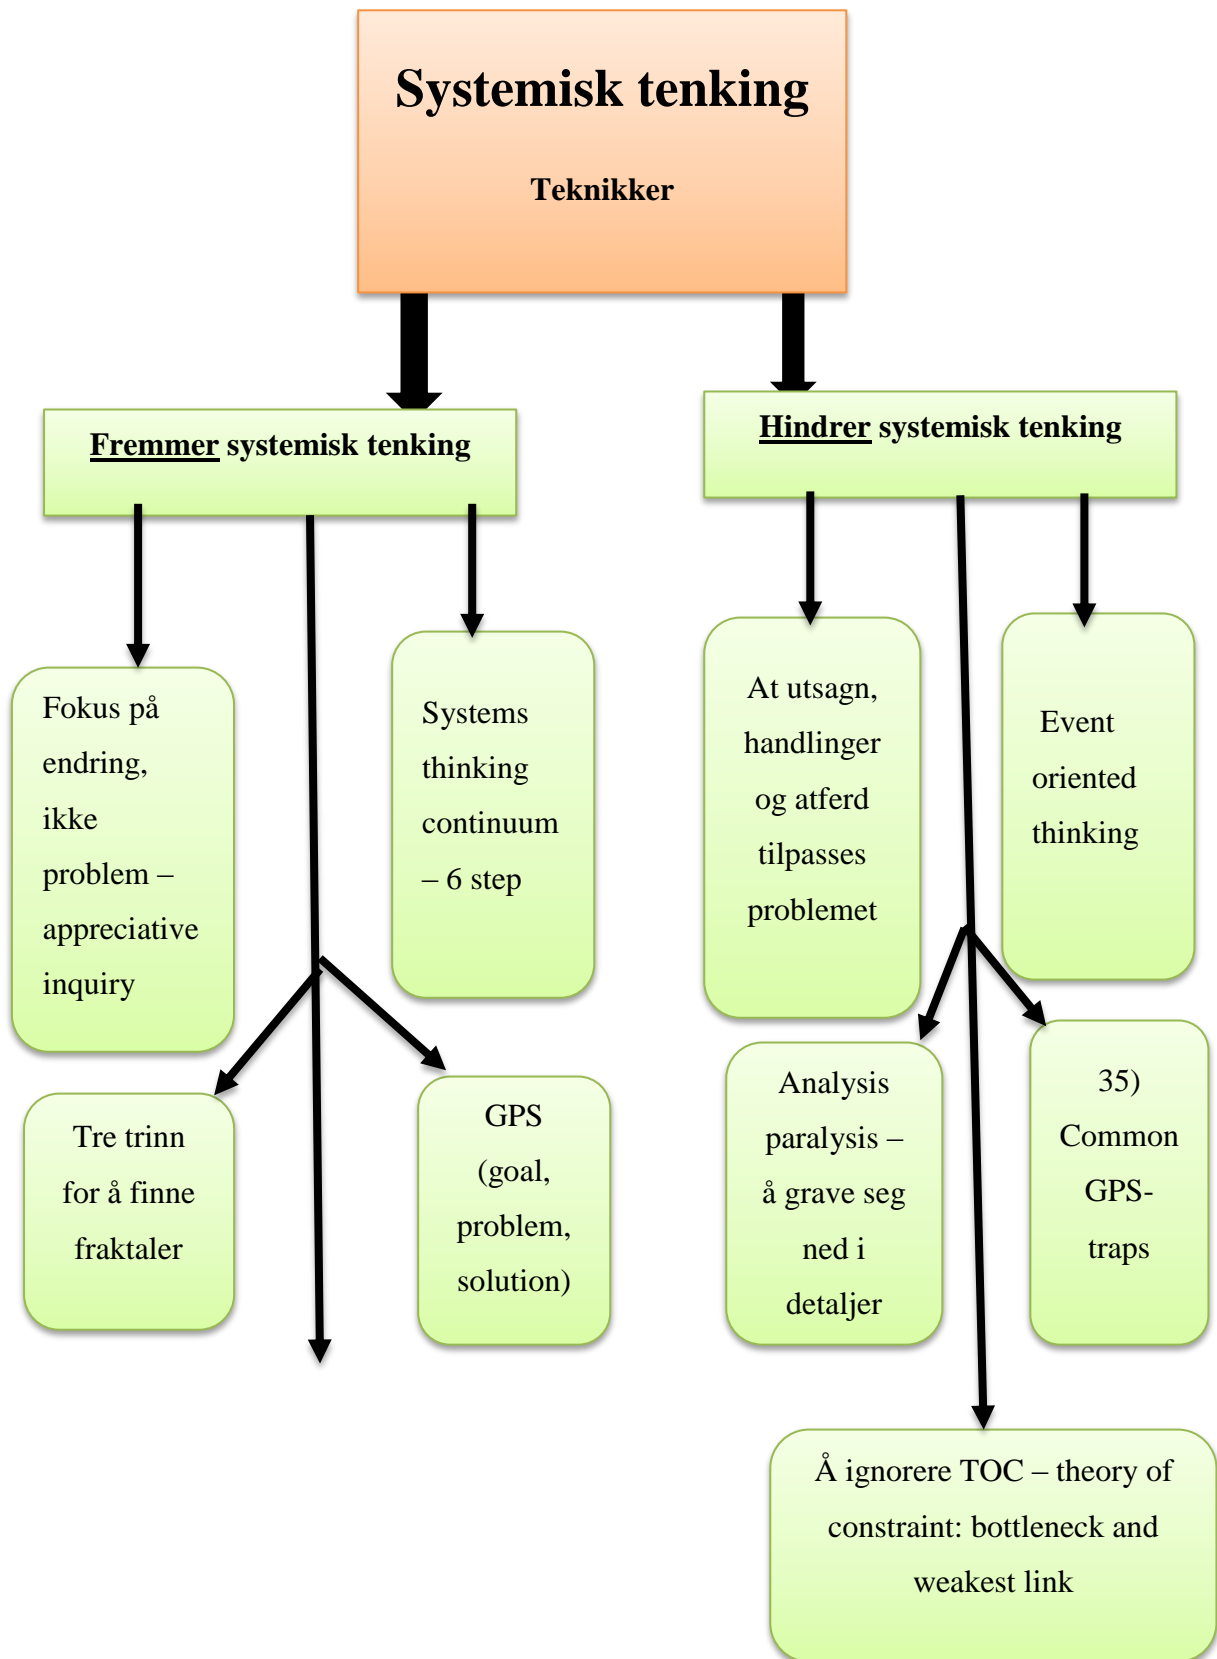 Systemisk tenking
Teknikker
Fremmer systemisk tenking
Hindrer systemisk tenking
Fokus på
endring,
ikke
problem –
appreciative
inquiry
Systems
thinking
continuum
– 6 step
At utsagn,
handlinger
og atferd
tilpasses
problemet
Event
oriented
thinking
Tre trinn
for å finne
fraktaler
GPS
(goal,
problem,
solution)
Analysis
paralysis –
å grave seg
ned i
detaljer
35)
Common
GPS-
traps
Å ignorere TOC – theory of
constraint: bottleneck and
weakest link